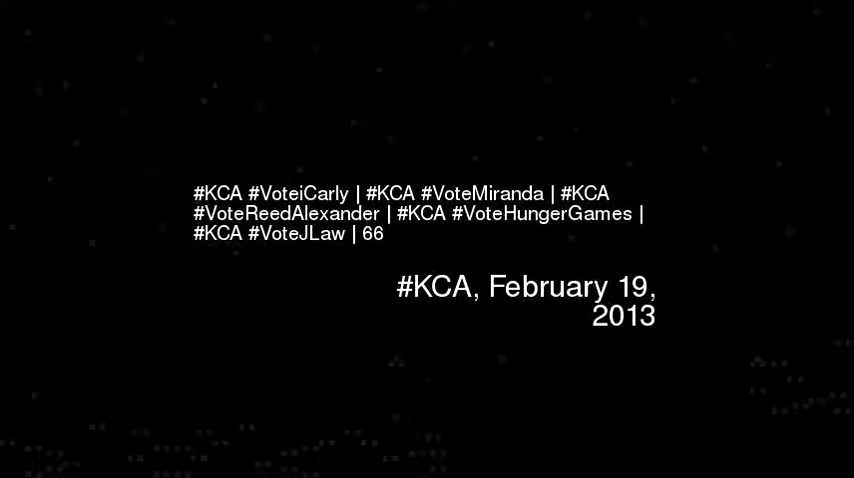 #KCA #VoteiCarly | #KCA #VoteMiranda | #KCA
#VoteReedAlexander | #KCA #VoteHungerGames |
#KCA #VoteJLaw | 66
#KCA, February 19,
2013